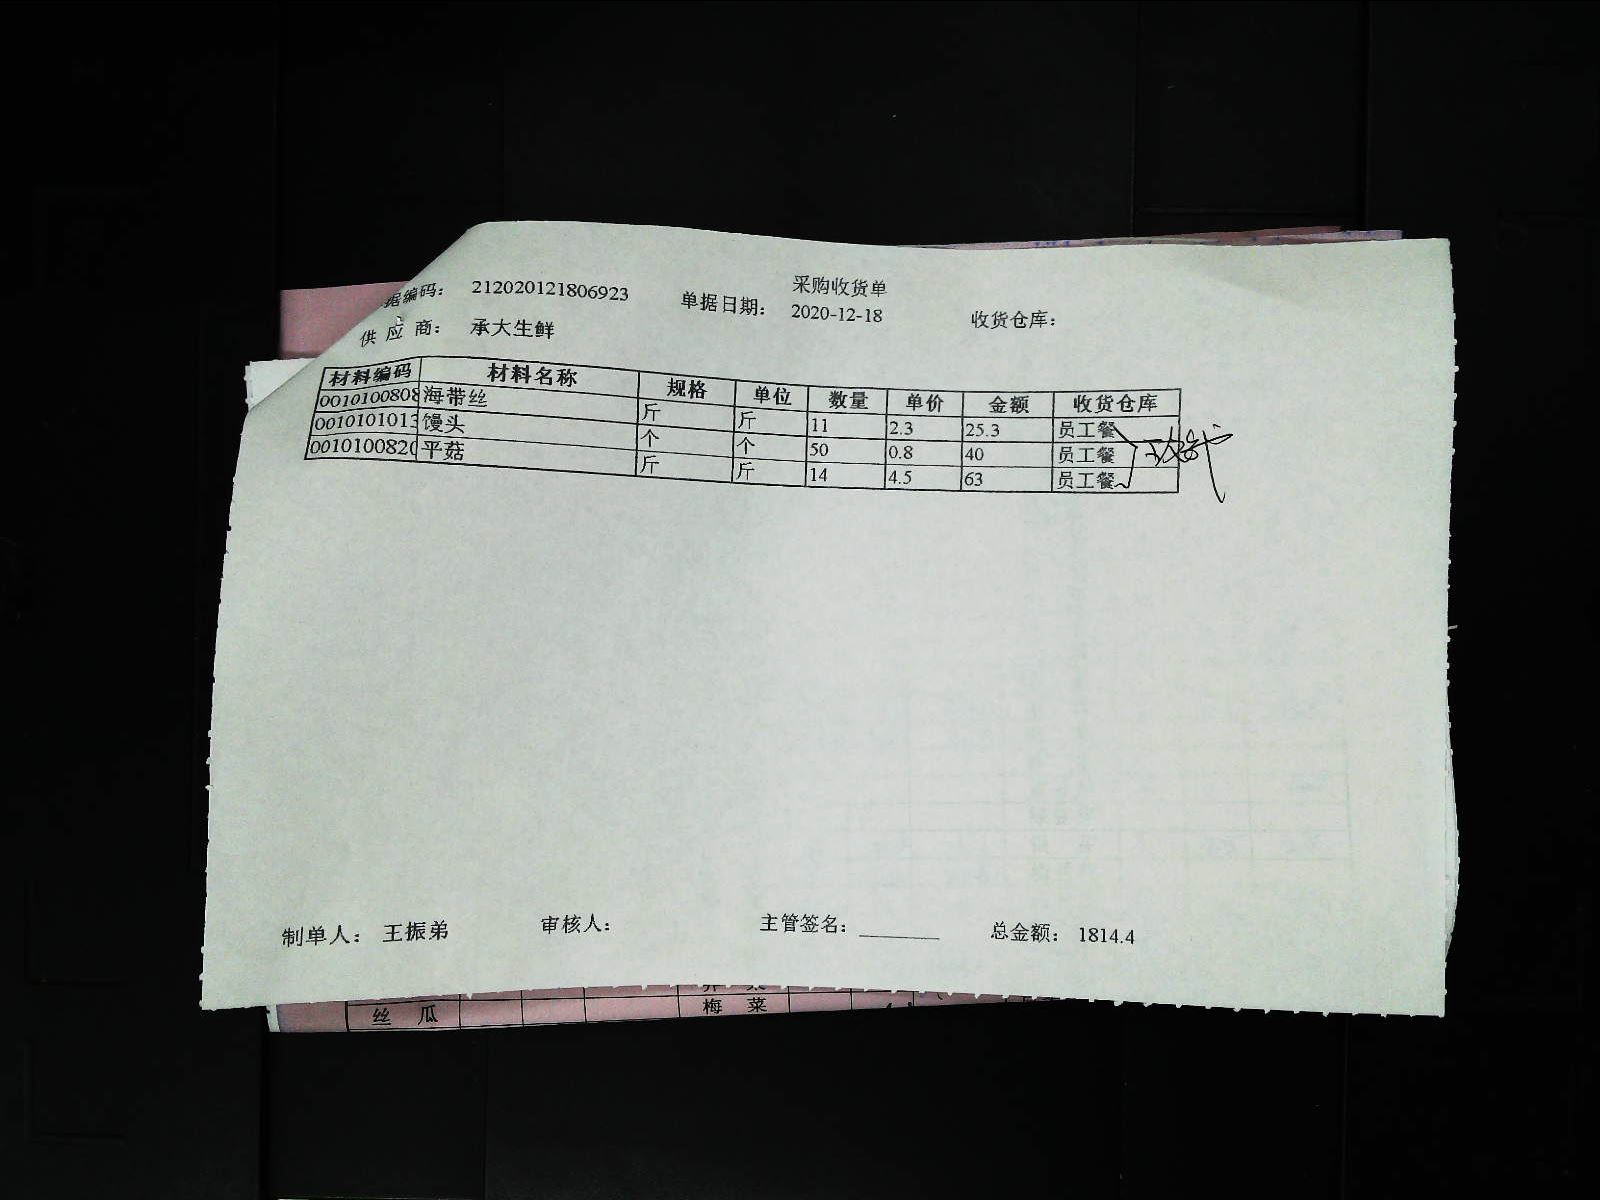 采购收货单
据编码： 212020121806923 单据日期： 2020-12-18 收货仓库：
供 应 商： 承大生鲜
材料编码 材料名称 规格 单位 数量 单价 金额 收货仓库
0010100808 海带丝 斤 斤 11 2.3 25.3 员工餐
0010101013 馒头 个 个 50 0.8 40 员工餐
001010082 平菇 斤 斤 14 4.5 63 员工餐
制单人： 王振弟 审核人： 主管签名： 总金额： 1814.4
丝 瓜 梅 菜